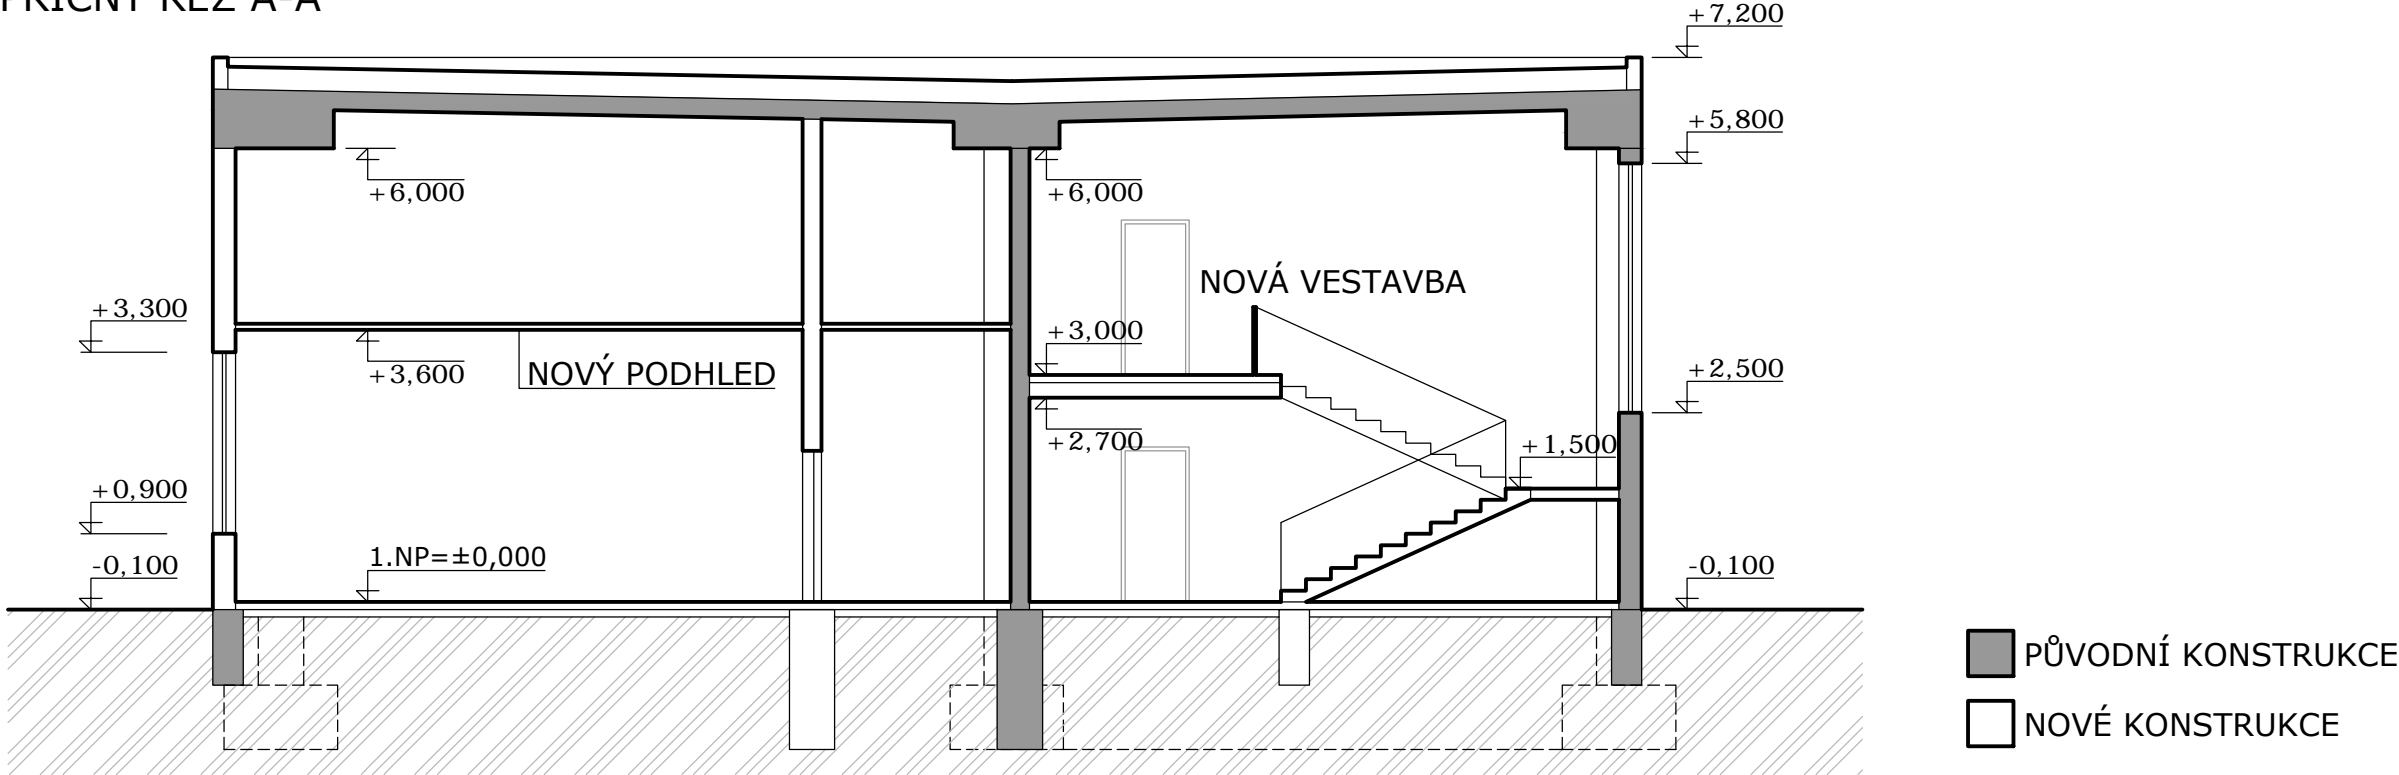 PŘÍČNÝ ŘEZ A-A
+7,200
+5,800
+6,000
+6,000
NOVÁ VESTAVBA
+3,300
+3,000
+3,600
NOVÝ PODHLED
+2,500
+2,700
+1,500
+0,900
1.NP=±0,000
-0,100
-0,100
PŮVODNÍ KONSTRUKCE
NOVÉ KONSTRUKCE